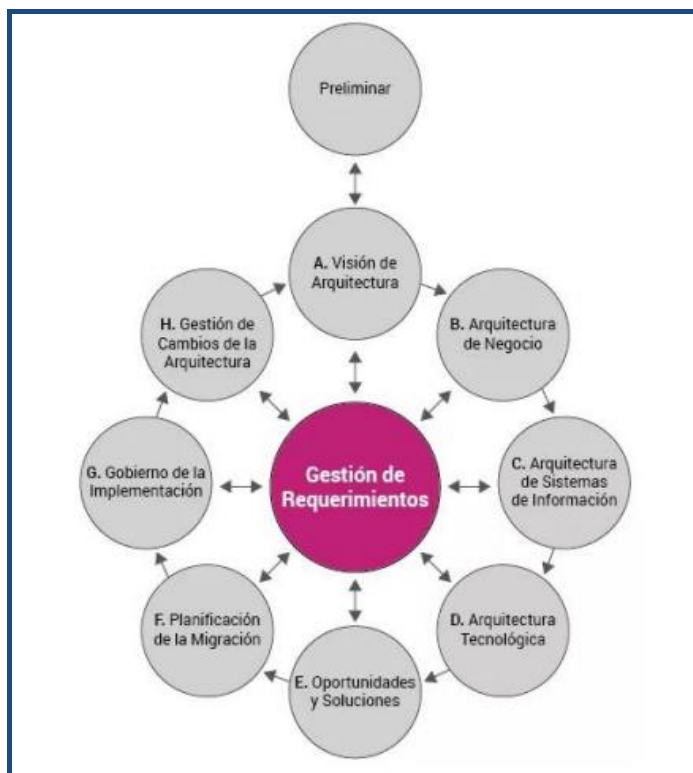 Preliminar
A. Visión de
Arquitectura
B. Arquitectura
de Negocio
C. Arquitectura
de Sistemas
de Información
D. Arquitectura
Tecnológica
E. Oportunidades
y Soluciones
F. Planificación
de la Migración
G. Gobierno de la
Implementación
H. Gestión de
Cambios de la
Arquitectura
Gestión de
Requerimientos